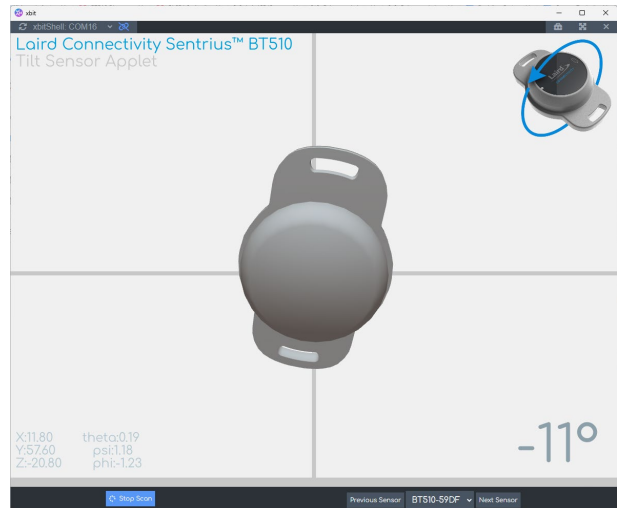 xbit
xbitShell: COM16
Laird Connectivity Sentrius™ BT510
Tilt Sensor Applet
Laird
X:11.80 theta:0.19
Y:57.60 psi:1.18
Z:-20.80 phi:-1.23
-11°
Stop Scan
Previous Sensor BT510-59DF Next Sensor